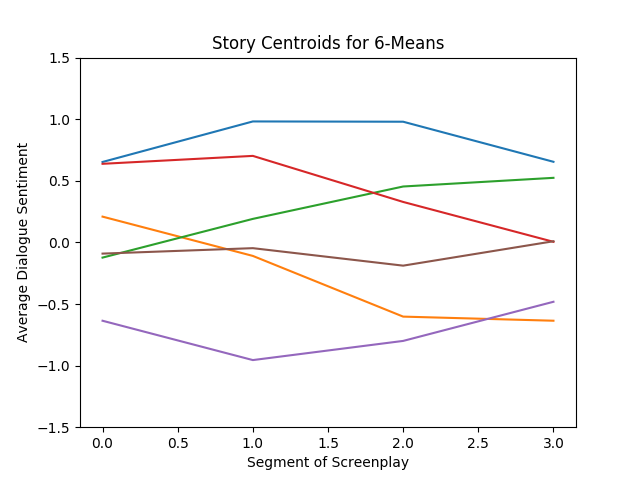 Story Centroids for 6-Means
Average Dialogue Sentiment
1.5
1.0
0.5
0.0
−0.5
−1.0
−1.5
0.0 0.5 1.0 1.5 2.0 2.5 3.0
Segment of Screenplay